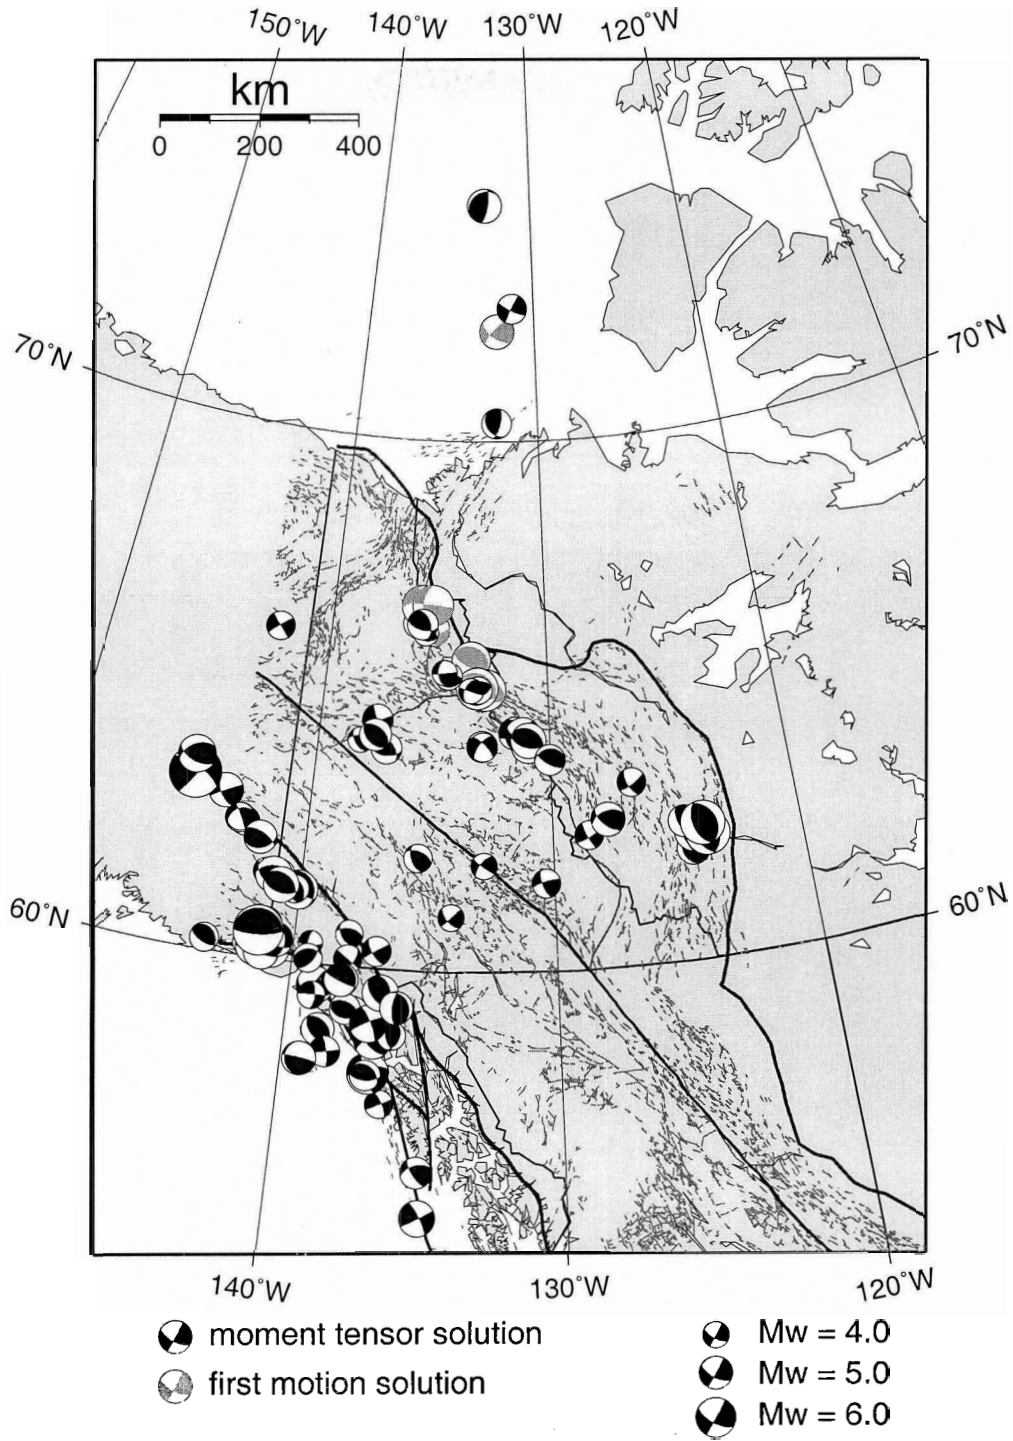 150°W 140°W 130°W 120°W
km
0 200 400
70°N 70°N
60°N 60°N
140°W 130°W 120°W
moment tensor solution
first motion solution
Mw = 4.0
Mw = 5.0
Mw = 6.0